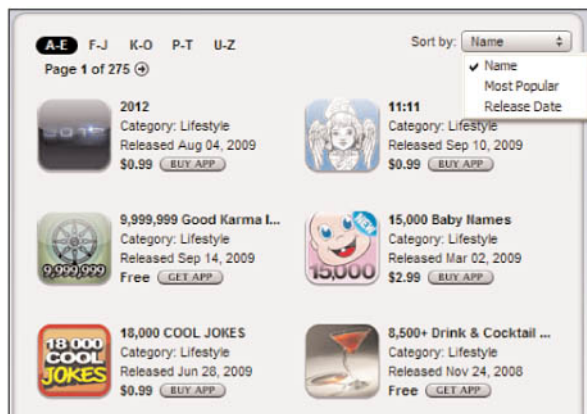 A-E F-J K-O P-T U-Z
Sort by: Name
Page 1 of 275
Name
Most Popular
Release Date
2012
Category: Lifestyle
Released Aug 04, 2009
$0.99 BUY APP
11:11
Category: Lifestyle
Released Sep 10, 2009
$0.99 BUY APP
9,999,999 Good Karma I...
Category: Lifestyle
Released Sep 14, 2009
Free GET APP
9,999,999
15,000 Baby Names
Category: Lifestyle
Released Mar 02, 2009
$2.99 BUY APP
NEW
15,000
18,000 COOL JOKES
Category: Lifestyle
Released Jun 28, 2009
$0.99 BUY APP
18 000
COOL
JOKES
8,500+ Drink & Cocktail ...
Category: Lifestyle
Released Nov 24, 2008
Free GET APP